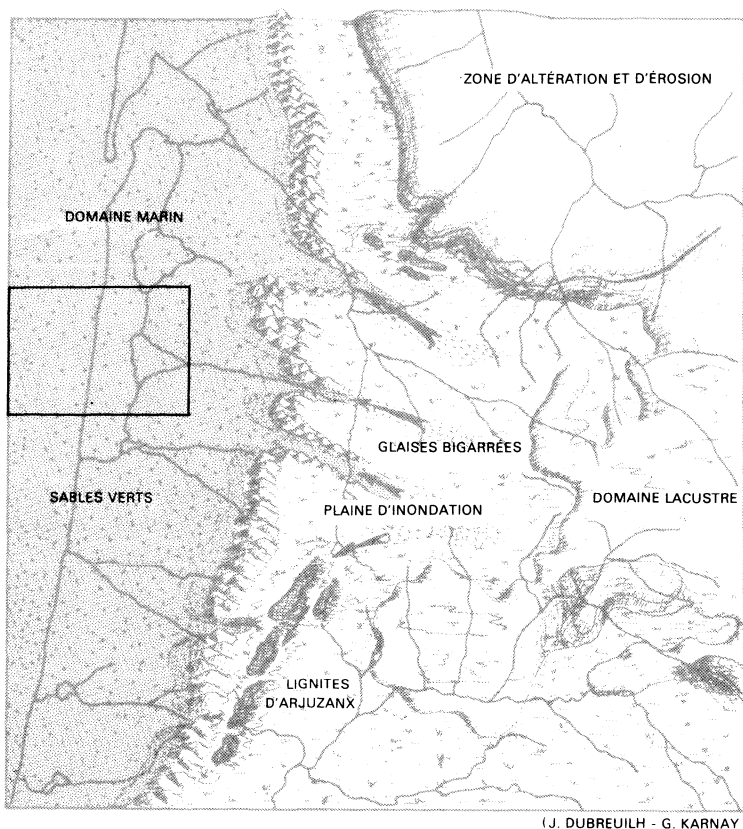 ZONE D'ALTÉRATION ET D'ÉROSION
DOMAINE MARIN
GLAISES BIGARRÉES
SABLES VERTS
DOMAINE LACUSTRE
PLAINE D'INONDATION
LIGNITES
D'ARJUZANX
(J. DUBREUILH - G. KARNAY